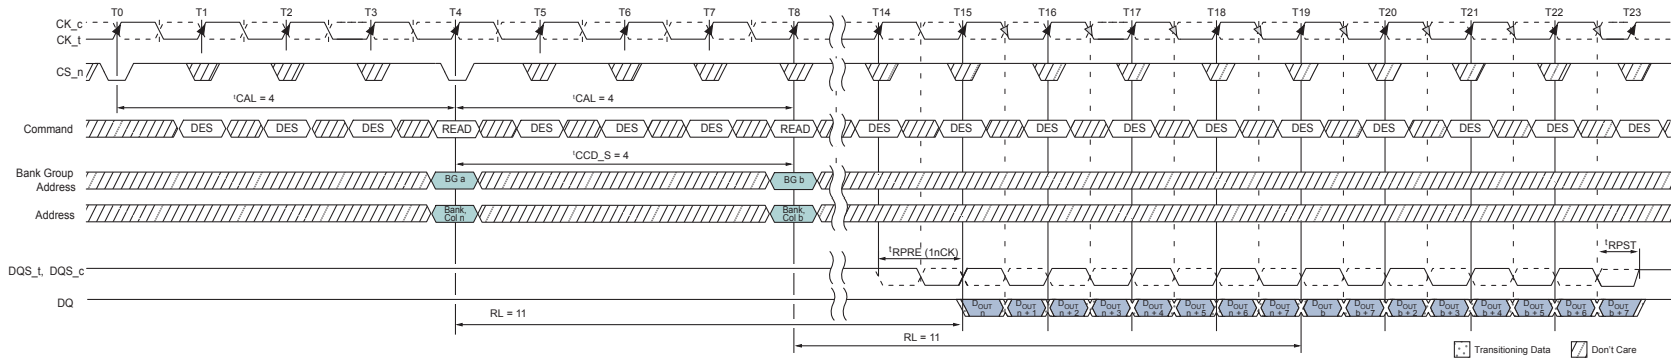 T0 T1 T2 T3 T4 T5 T6 T7 T8 T14 T15 T16 T17 T18 T19 T20 T21 T22 T23
CK_c
CK_t
CS_n
tCAL = 4 tCAL = 4
Command DES DES DES READ DES DES DES READ DES DES DES DES DES DES DES DES DES DES
tCCD_S = 4
Bank Group
Address
BG a BG b
Address
Bank, Bank,
Col n Col b
tRPRE (1nCK) tRPST
DQS_t, DQS_c
DQ
DOUT DOUT DOUT DOUT DOUT DOUT DOUT DOUT DOUT DOUT DOUT DOUT DOUT DOUT DOUT DOUT
n n + 1 n + 2 n + 3 n + 4 n + 5 n + 6 n + 7 b b + 7 b + 2 b + 3 b + 4 b + 5 b + 6 b + 7
RL = 11
RL = 11
Transitioning Data Don't Care